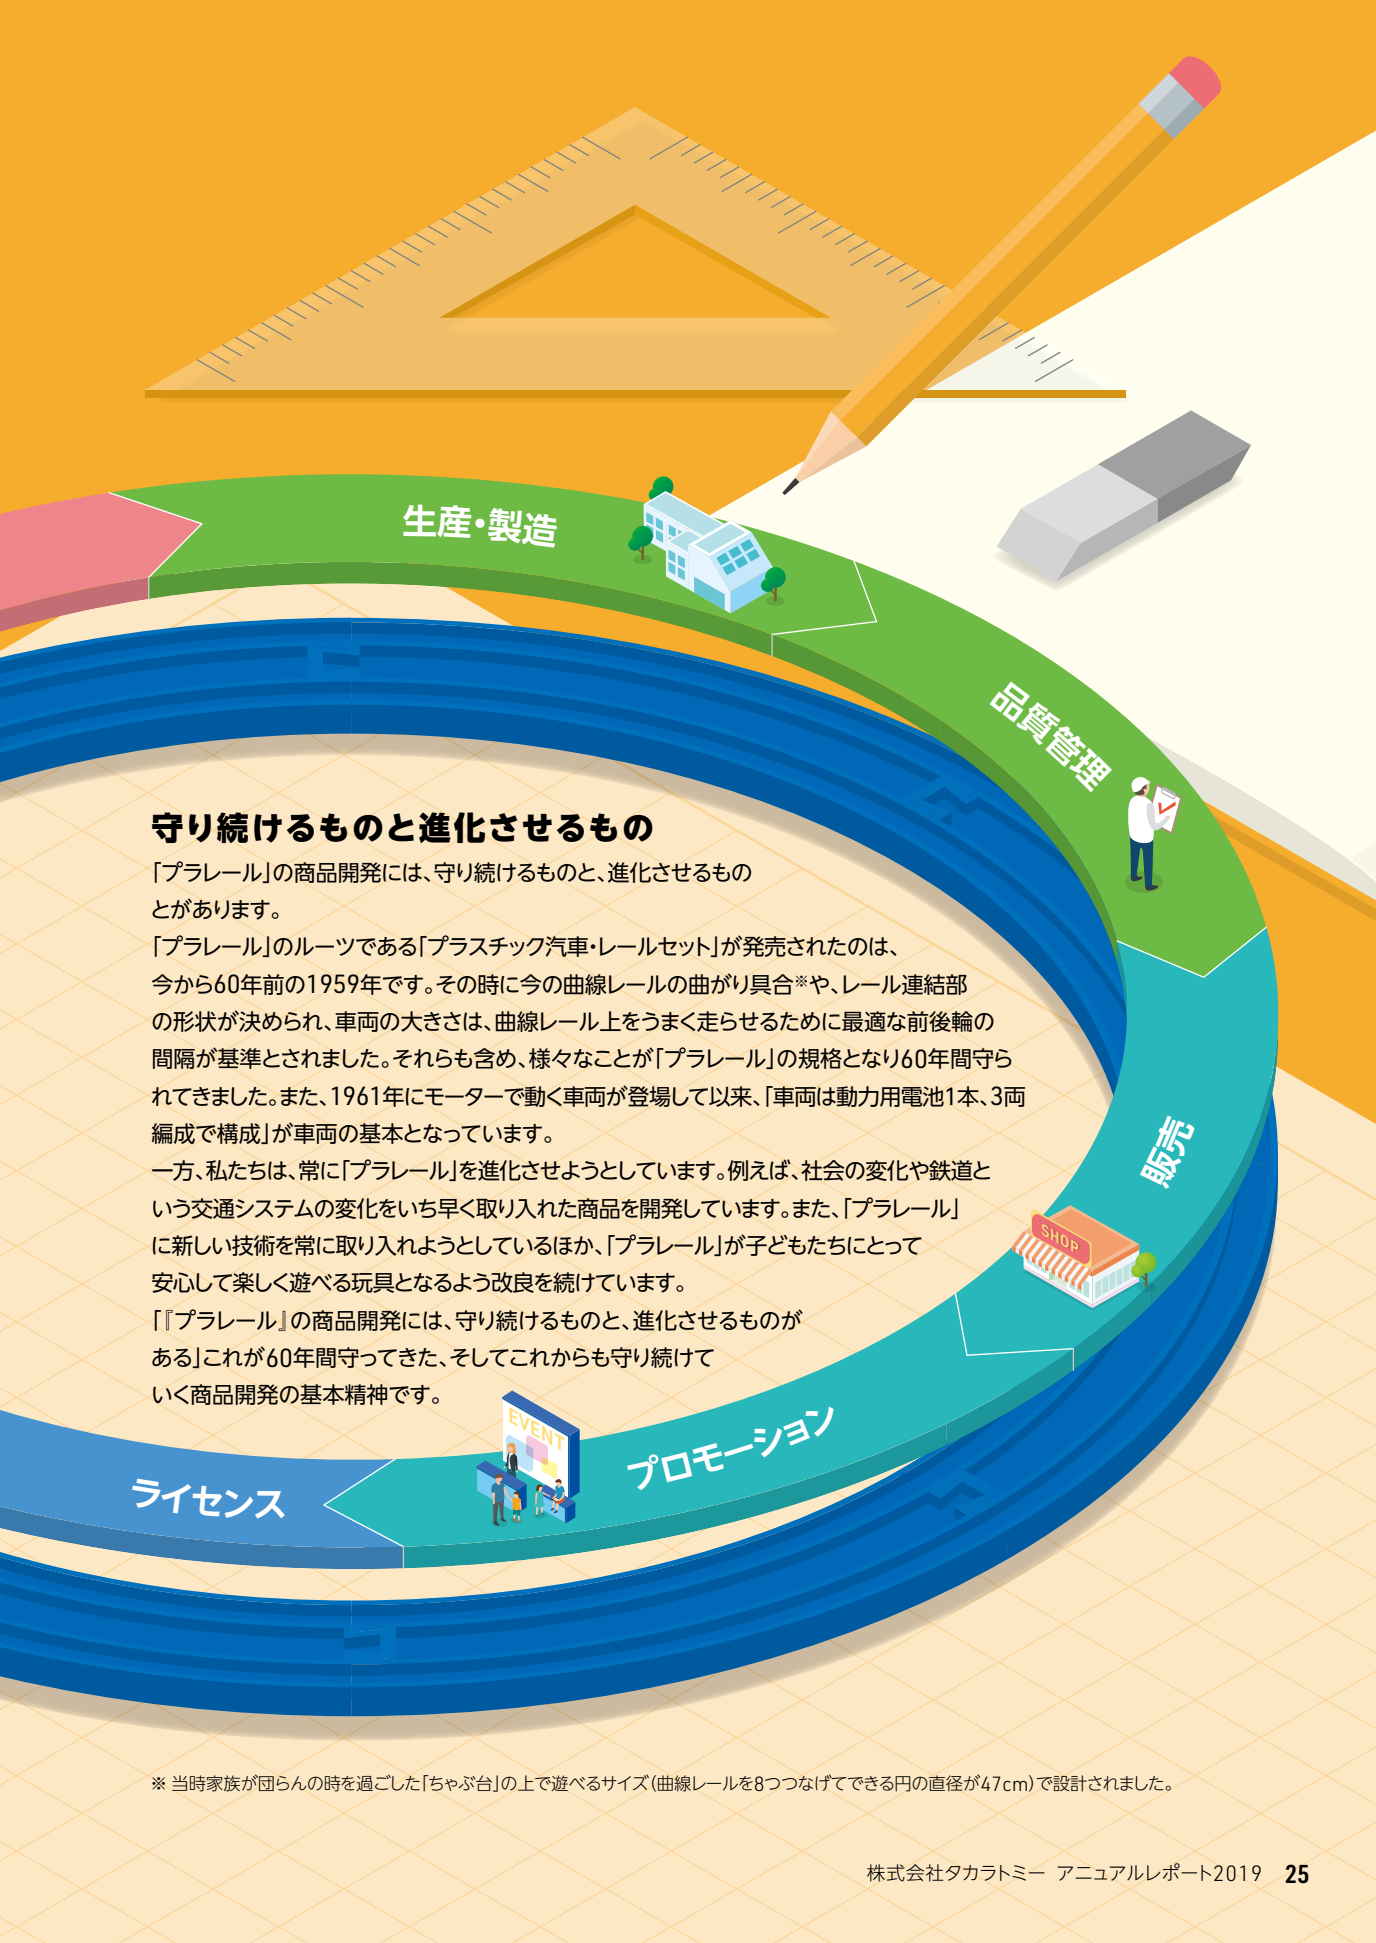 生産・製造
品質管理
守り続けるものと進化させるもの
「プラレール」の商品開発には、守り続けるものと、進化させるもの
とがあります。
「プラレール」のルーツである「プラスチック汽車・レールセット」が発売されたのは、
今から60年前の1959年です。その時に今の曲線レールの曲がり具合※や、レール連結部
の形状が決められ、車両の大きさは、曲線レール上をうまく走らせるために最適な前後輪の
間隔が基準とされました。それらも含め、様々なことが「プラレール」の規格となり60年間守ら
れてきました。また、1961年にモーターで動く車両が登場して以来、「車両は動力用電池1本、3両
編成で構成」が車両の基本となっています。
一方、私たちは、常に「プラレール」を進化させようとしています。例えば、社会の変化や鉄道と
いう交通システムの変化をいち早く取り入れた商品を開発しています。また、「プラレール」
に新しい技術を常に取り入れようとしているほか、「プラレール」が子どもたちにとって
安心して楽しく遊べる玩具となるよう改良を続けています。
「『プラレール』の商品開発には、守り続けるものと、進化させるものが
ある」これが60年間守ってきた、そしてこれからも守り続けて
いく商品開発の基本精神です。
販売
SHOP
プロモーション
EVENT
ライセンス
※ 当時家族が団らんの時を過ごした「ちゃぶ台」の上で遊べるサイズ（曲線レールを8つつなげてできる円の直径が47cm）で設計されました。
株式会社タカラトミー アニュアルレポート2019 25